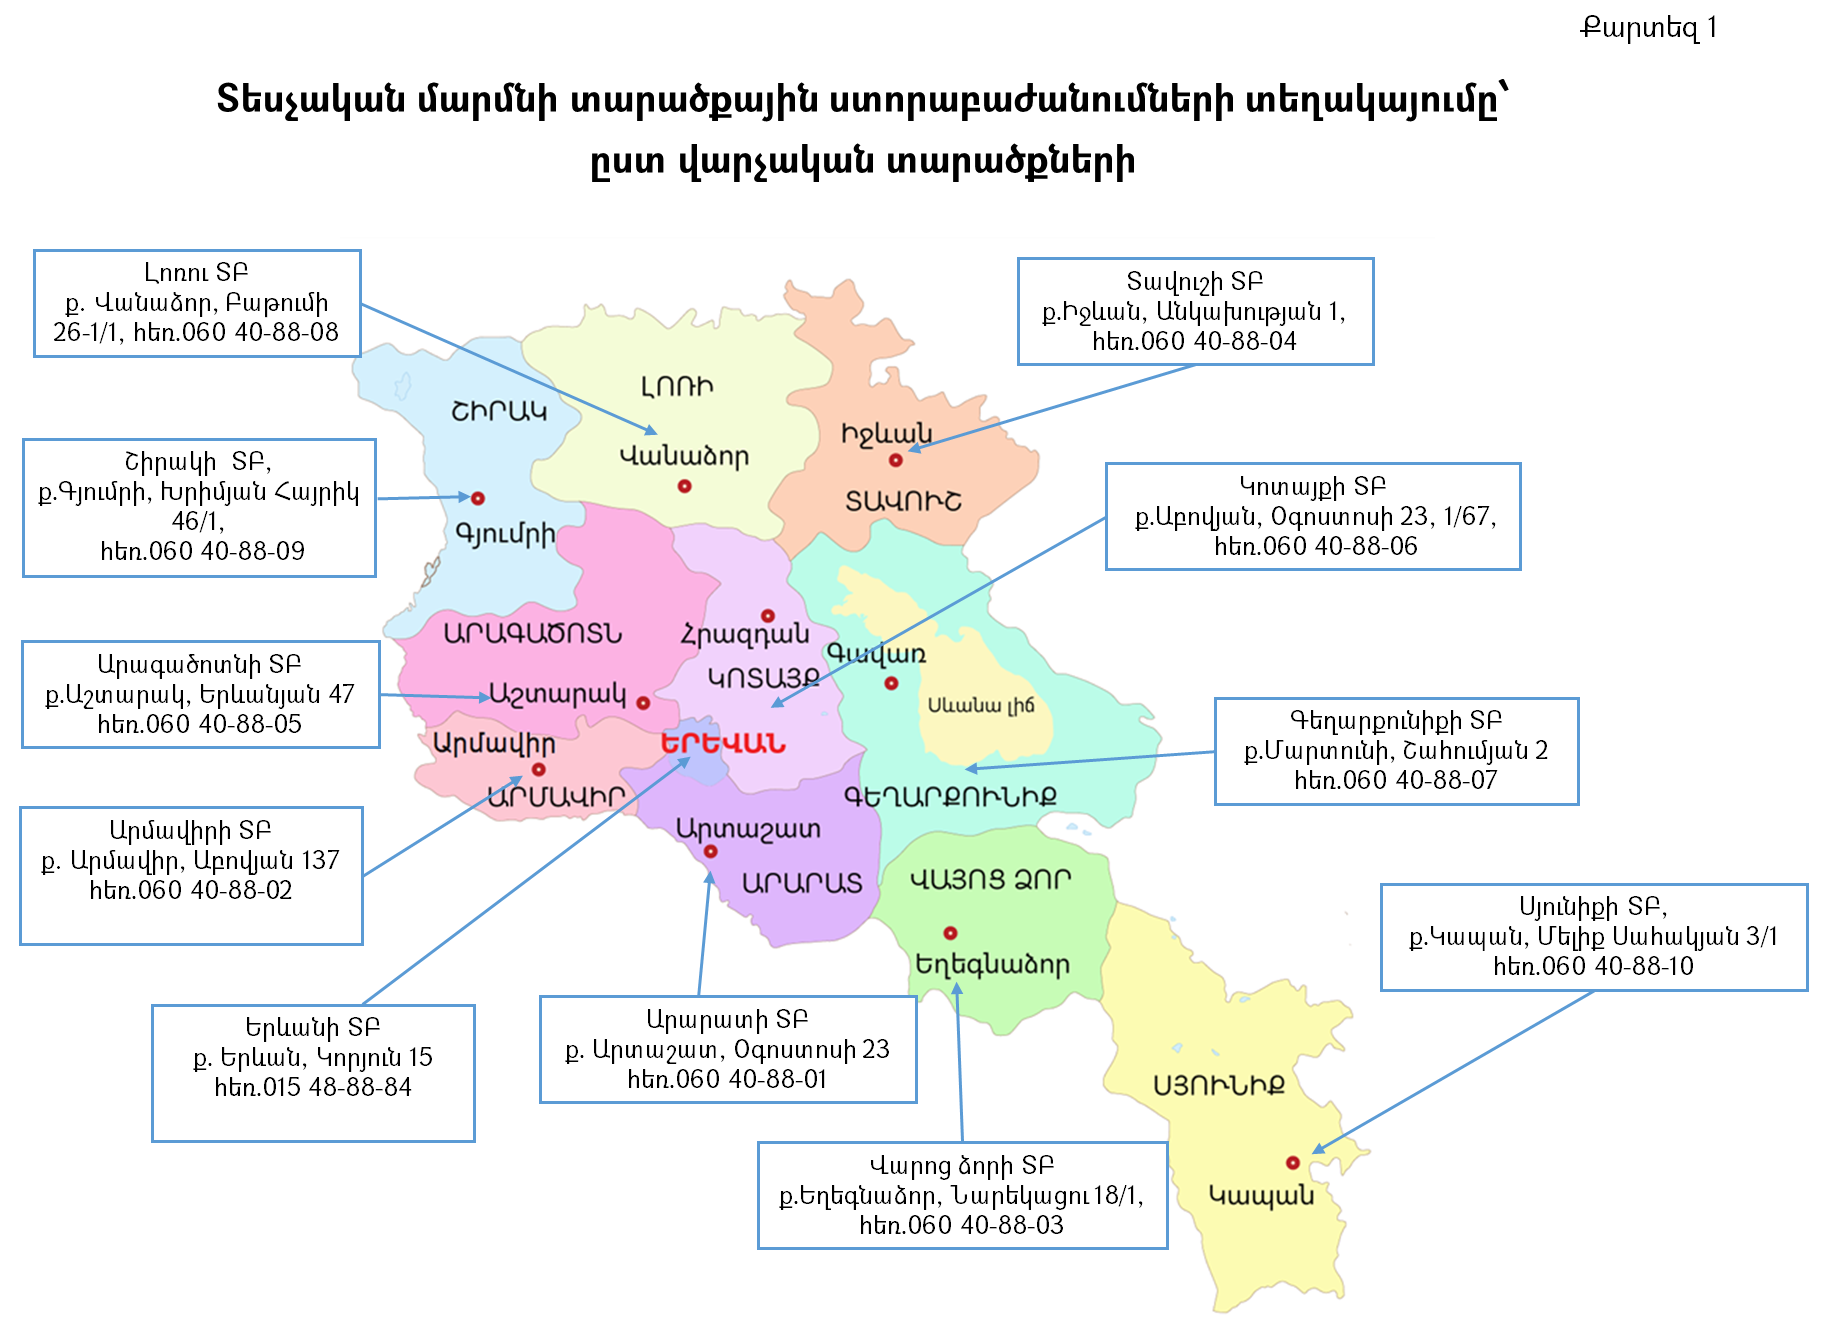 Քարտեզ 1
Տեսչական մարմնի տարածքային ստորաբաժանումների տեղակայումը՝
ըստ վարչական տարածքների
Լոռու ՏԲ
ք. Վանաձոր, Բաթումի
26-1/1, հեռ.060 40-88-08
Տավուշի ՏԲ
ք.Իջևան, Անկախության 1,
հեռ.060 40-88-04
Շիրակի  ՏԲ,
ք.Գյումրի, Խրիմյան Հայրիկ
46/1,
հեռ.060 40-88-09
Կոտայքի ՏԲ
ք.Աբովյան, Օգոստոսի 23, 1/67,
հեռ.060 40-88-06
Արագածոտնի ՏԲ
ք.Աշտարակ, Երևանյան 47
հեռ.060 40-88-05
Գեղարքունիքի ՏԲ
ք.Մարտունի, Շահումյան 2
հեռ.060 40-88-07
Արմավիրի ՏԲ
ք. Արմավիր, Աբովյան 137
հեռ.060 40-88-02
Սյունիքի ՏԲ,
ք.Կապան, Մելիք Սահակյան 3/1
հեռ.060 40-88-10
Երևանի ՏԲ
ք. Երևան, Կորյուն 15
հեռ.015 48-88-84
Արարատի ՏԲ
ք. Արտաշատ, Օգոստոսի 23
հեռ.060 40-88-01
Վարոց ձորի ՏԲ
ք.Եղեգնաձոր, Նարեկացու 18/1,
հեռ.060 40-88-03
ԼՈՌԻ
ՇԻՐԱԿ
Իջևան
Վանաձոր
ՏԱՎՈՒՇ
Գյումրի
ԱՐԱԳԱԾՈՏՆ
Հրազդան
Գավառ
ԿՈՏԱՅՔ
Աշտարակ
Սևանա լիճ
Արմավիր
ԵՐԵՎԱՆ
ԱՐՄԱՎԻՐ
ԳԵՂԱՐՔՈՒՆԻՔ
Արտաշատ
ԱՐԱՐԱՏ
ՎԱՅՈՑ ՁՈՐ
Եղեգնաձոր
ՍՅՈՒՆԻՔ
Կապան